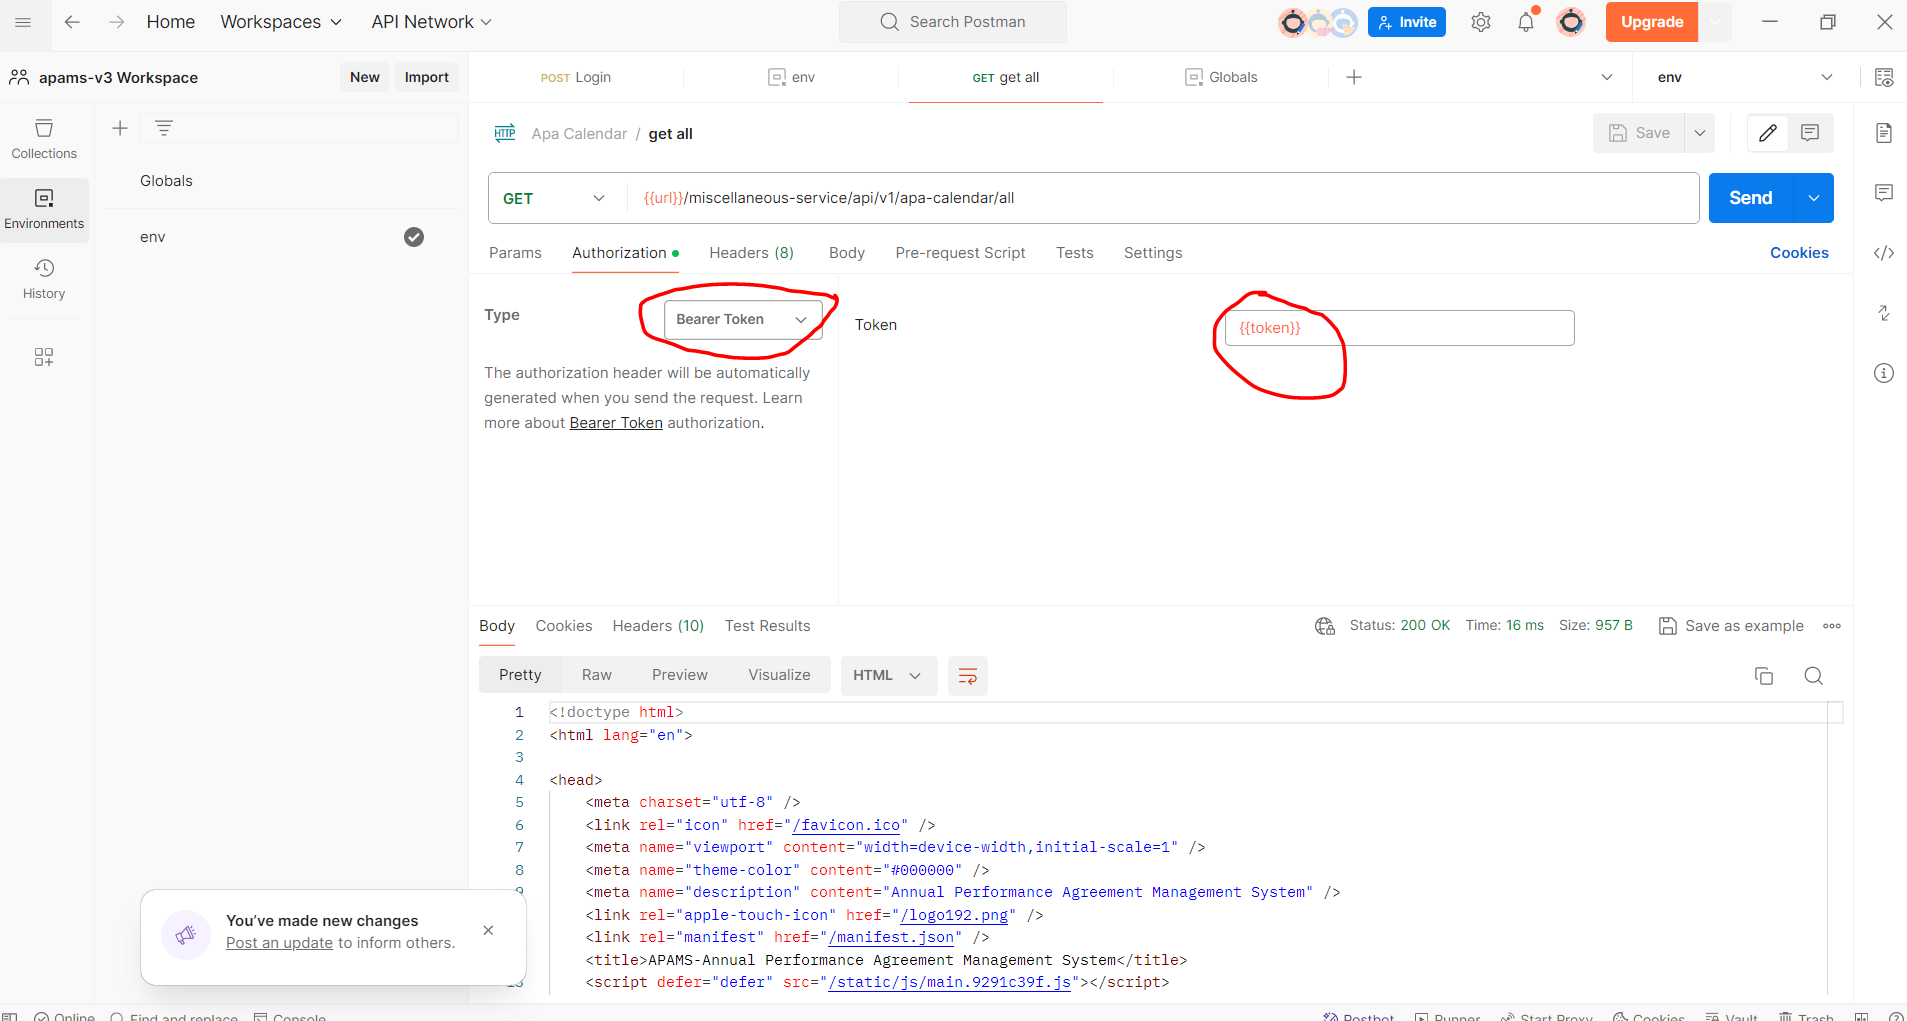 Home Workspaces API Network Search Postman Invite Upgrade
apams-v3 Workspace New Import POST Login env GET get all Globals env
Collections
Environments
History
Globals
env
HTTP Apa Calendar / get all Save
GET {{url}}/miscellaneous-service/api/v1/apa-calendar/all Send
Params Authorization Headers (8) Body Pre-request Script Tests Settings Cookies
Type Bearer Token Token {{token}}
The authorization header will be automatically
generated when you send the request. Learn
more about Bearer Token authorization.
Body Cookies Headers (10) Test Results Status: 200 OK Time: 16 ms Size: 957 B Save as example
Pretty Raw Preview Visualize HTML
1 <!doctype html>
2 <html lang="en">
3
4 <head>
5 <meta charset="utf-8" />
6 <link rel="icon" href="/favicon.ico" />
7 <meta name="viewport" content="width=device-width,initial-scale=1" />
8 <meta name="theme-color" content="#000000" />
9 <meta name="description" content="Annual Performance Agreement Management System" />
<link rel="apple-touch-icon" href="/logo192.png" />
<link rel="manifest" href="/manifest.json" />
<title>APAMS-Annual Performance Agreement Management System</title>
<script defer="defer" src="/static/js/main.9291c39f.js"></script>
You've made new changes
Post an update to inform others.
Online Find and replace Console Postbot Runner Start Proxy Cookies Vault Trash